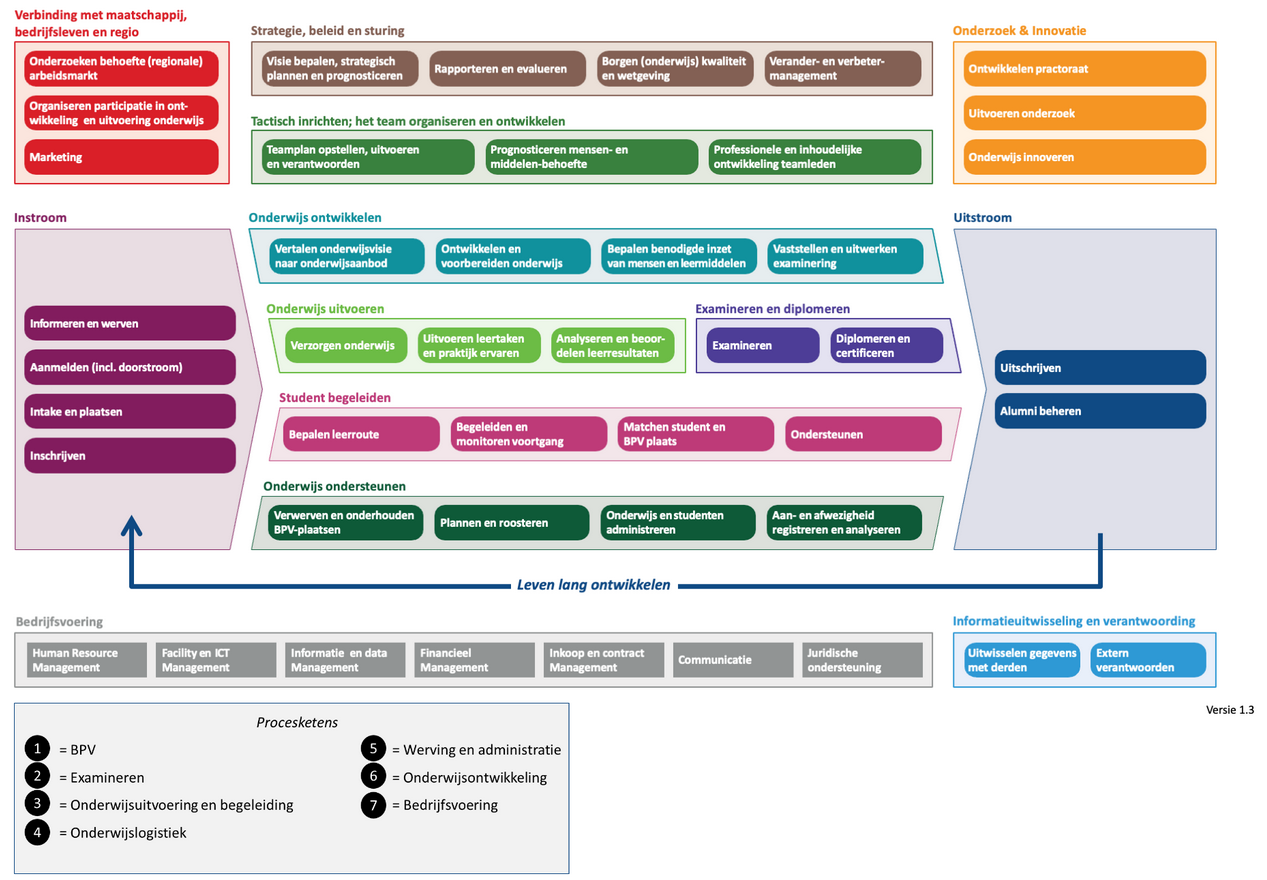 Verbinding met maatschappij,
bedrijfsleven en regio
Onderzoeken behoefte (regionale)
arbeidsmarkt
Organiseren participatie in ont-
wikkeling en uitvoering onderwijs
Marketing
Strategie, beleid en sturing
Visie bepalen, strategisch
plannen en prognosticeren
Rapporteren en evalueren
Borgen (onderwijs) kwaliteit
en wetgeving
Verander- en verbeter-
management
Tactisch inrichten; het team organiseren en ontwikkelen
Teamplan opstellen, uitvoeren
en verantwoorden
Prognosticeren mensen- en
middelen-behoefte
Professionele en inhoudelijke
ontwikkeling teamleden
Onderzoek & Innovatie
Ontwikkelen practoraat
Uitvoeren onderzoek
Onderwijs innoveren
Instroom
Informeren en werven
Aanmelden (incl. doorstroom)
Intake en plaatsen
Inschrijven
Onderwijs ontwikkelen
Vertalen onderwijsvisie
naar onderwijsaanbod
Ontwikkelen en
voorbereiden onderwijs
Bepalen benodigde inzet
van mensen en leermiddelen
Vaststellen en uitwerken
examinering
Onderwijs uitvoeren
Verzorgen onderwijs
Uitvoeren leertaken
en praktijk ervaren
Analyseren en beoor-
delen leerresultaten
Examineren en diplomeren
Examineren
Diplomeren en
certificeren
Student begeleiden
Bepalen leerroute
Begeleiden en
monitoren voortgang
Matchen student en
BPV plaats
Ondersteunen
Onderwijs ondersteunen
Verwerven en onderhouden
BPV-plaatsen
Plannen en roosteren
Onderwijs en studenten
administreren
Aan- en afwezigheid
registreren en analyseren
Uitstroom
Uitschrijven
Alumni beheren
Leven lang ontwikkelen
Bedrijfsvoering
Human Resource
Management
Facility en ICT
Management
Informatie en data
Management
Financieel
Management
Inkoop en contract
Management
Communicatie
Juridische
ondersteuning
Informatieuitwisseling en verantwoording
Uitwisselen gegevens
met derden
Extern
verantwoorden
Versie 1.3
Procesketens
1 = BPV
2 = Examineren
3 = Onderwijsuitvoering en begeleiding
4 = Onderwijslogistiek
5 = Werving en administratie
6 = Onderwijsontwikkeling
7 = Bedrijfsvoering